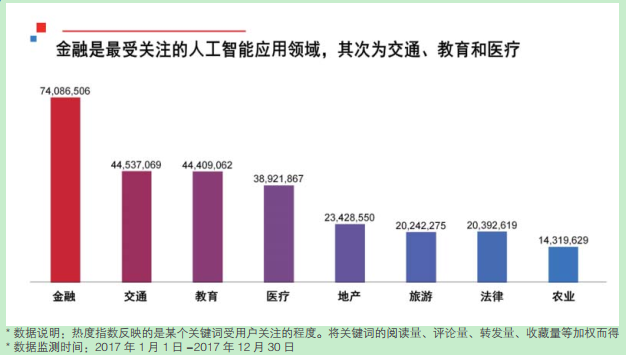 金融是最受关注的人工智能应用领域，其次为交通、教育和医疗
74,086,506
44,537,069
44,409,062
38,921,867
23,428,550
20,242,275
20,392,619
14,319,629
金融 交通 教育 医疗 地产 旅游 法律 农业
* 数据说明：热度指数反映的是某个关键词受用户关注的程度。将关键词的阅读量、评论量、转发量、收藏量等加权而得
* 数据监测时间：2017 年 1 月 1 日 –2017 年 12 月 30 日